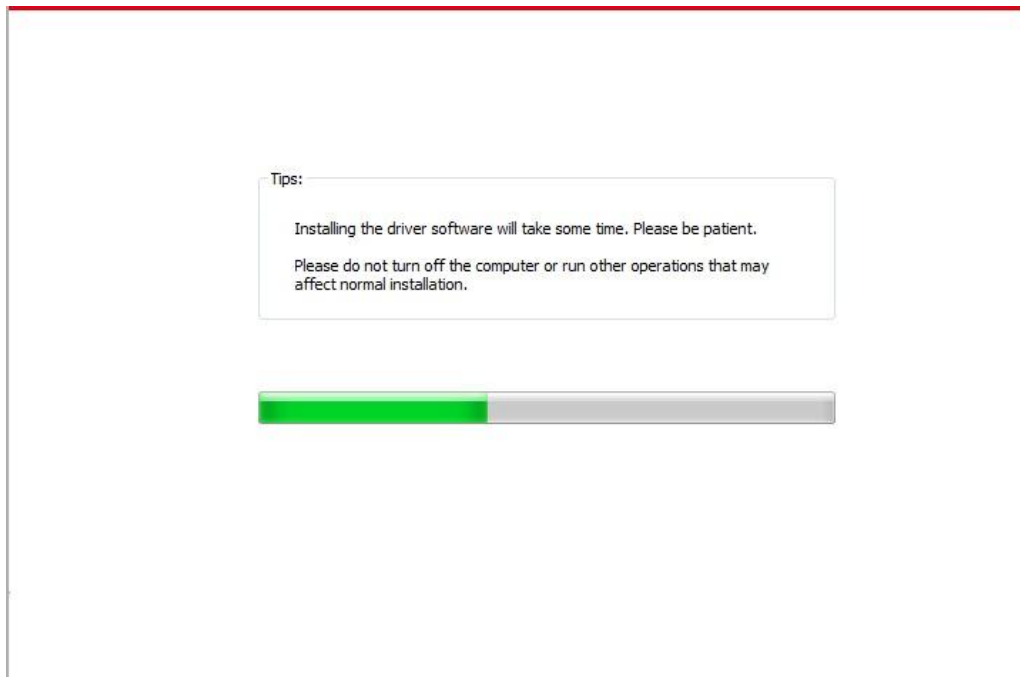 Tips:
Installing the driver software will take some time. Please be patient.
Please do not turn off the computer or run other operations that may
affect normal installation.